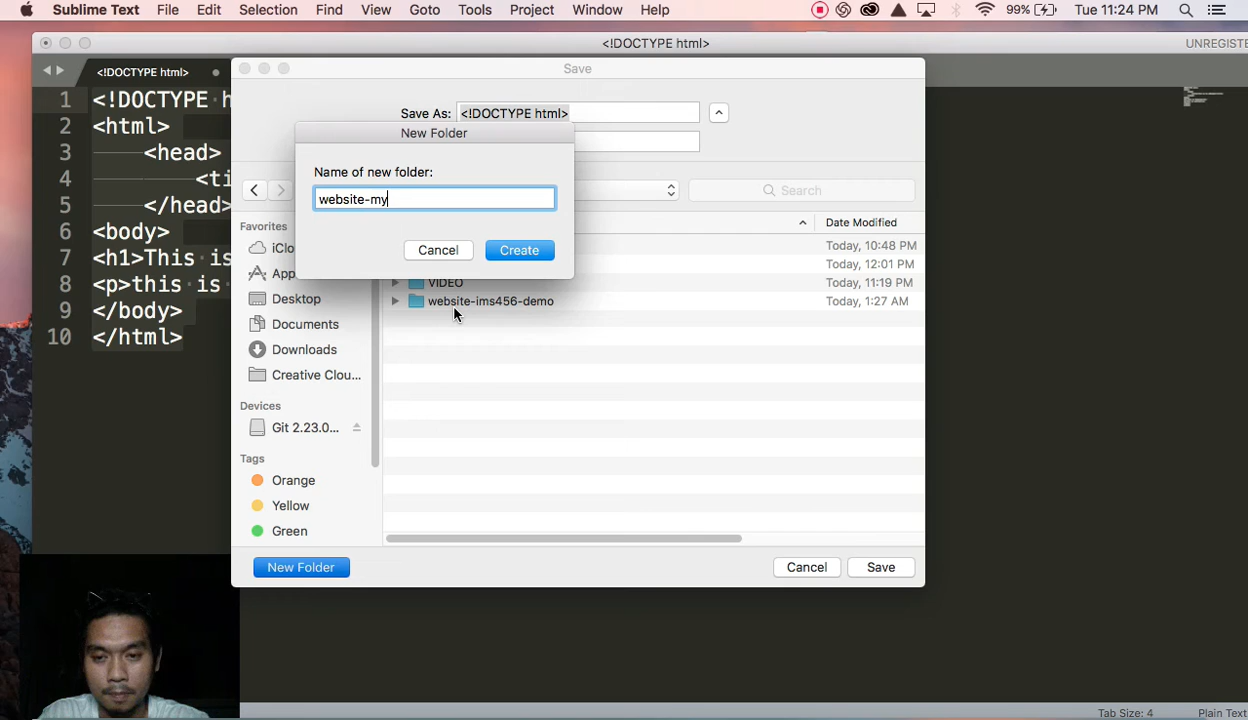 Sublime Text File Edit Selection Find View Goto Tools Project Window Help 99% Tue 11:24 PM
<!DOCTYPE html> UNREGISTE
<!DOCTYPE html>
Save
Save As: <!DOCTYPE html>
New Folder
Name of new folder:
website-my
Cancel Create
Search
Date Modified
Today, 10:48 PM
Today, 12:01 PM
VIDEO Today, 11:19 PM
website-ims456-demo Today, 1:27 AM
Favorites
iClo
App
Desktop
Documents
Downloads
Creative Clou...
Devices
Git 2.23.0...
Tags
Orange
Yellow
Green
New Folder Cancel Save
1 <!DOCTYPE h
2 <html>
3 <head>
4 <ti
5 </head>
6 <body>
7 <h1>This is
8 <p>this is
9 </body>
10 </html>
Tab Size: 4 Plain Text